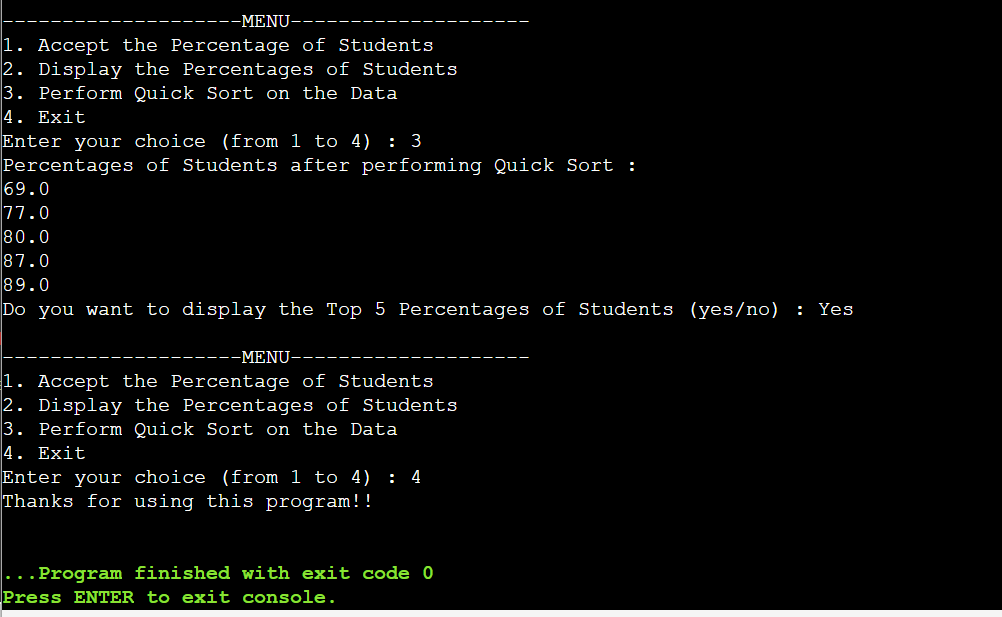 --------------------MENU--------------------
1. Accept the Percentage of Students
2. Display the Percentages of Students
3. Perform Quick Sort on the Data
4. Exit
Enter your choice (from 1 to 4) : 3
Percentages of Students after performing Quick Sort :
69.0
77.0
80.0
87.0
89.0
Do you want to display the Top 5 Percentages of Students (yes/no) : Yes
--------------------MENU--------------------
1. Accept the Percentage of Students
2. Display the Percentages of Students
3. Perform Quick Sort on the Data
4. Exit
Enter your choice (from 1 to 4) : 4
Thanks for using this program!!
...Program finished with exit code 0
Press ENTER to exit console.